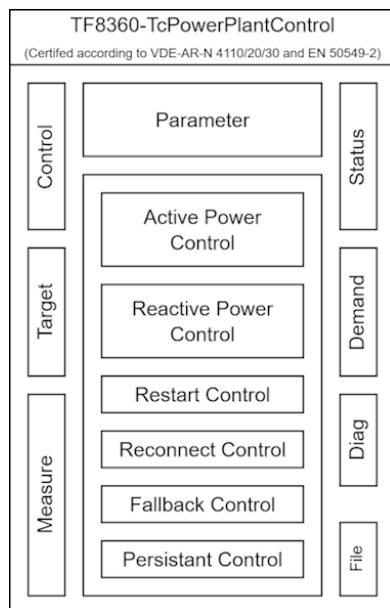 TF8360-TcPowerPlantControl
(Certifed according to VDE-AR-N 4110/20/30 and EN 50549-2)
Control
Target
Measure
Parameter
Active Power
Control
Reactive Power
Control
Restart Control
Reconnect Control
Fallback Control
Persistant Control
Status
Demand
Diag
File